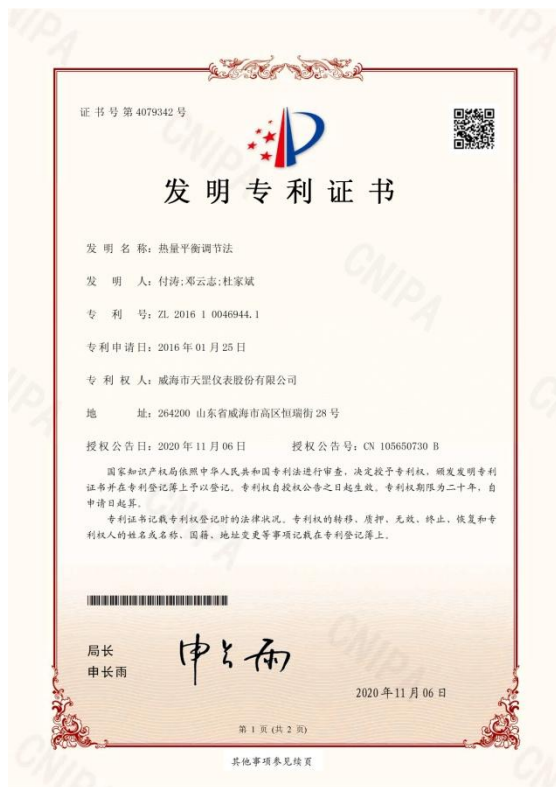 证书号第4079342号
发明专利证书
发明名称：热量平衡调节法
发明人：付涛;邓云志;杜家斌
专利号：ZL 2016 1 0046944.1
专利申请日：2016年01月25日
专利权人：威海市天罡仪表股份有限公司
地址：264200 山东省威海市高区恒瑞街28号
授权公告日：2020年11月06日 授权公告号：CN 105650730 B
国家知识产权局依照中华人民共和国专利法进行审查，决定授予专利权，颁发发明专利
证书并在专利登记簿上予以登记。专利权自授权公告之日起生效。专利权期限为二十年，自
申请日起算。
专利证书记载专利权登记时的法律状况。专利权的转移、质押、无效、终止、恢复和专
利权人的姓名或名称、国籍、地址变更等事项记载在专利登记簿上。
局长
申长雨
申长雨
2020年11月06日
第 1 页 (共 2 页)
其他事项参见续页
CNIPA
CNIPA
CNIPA
CNIPA